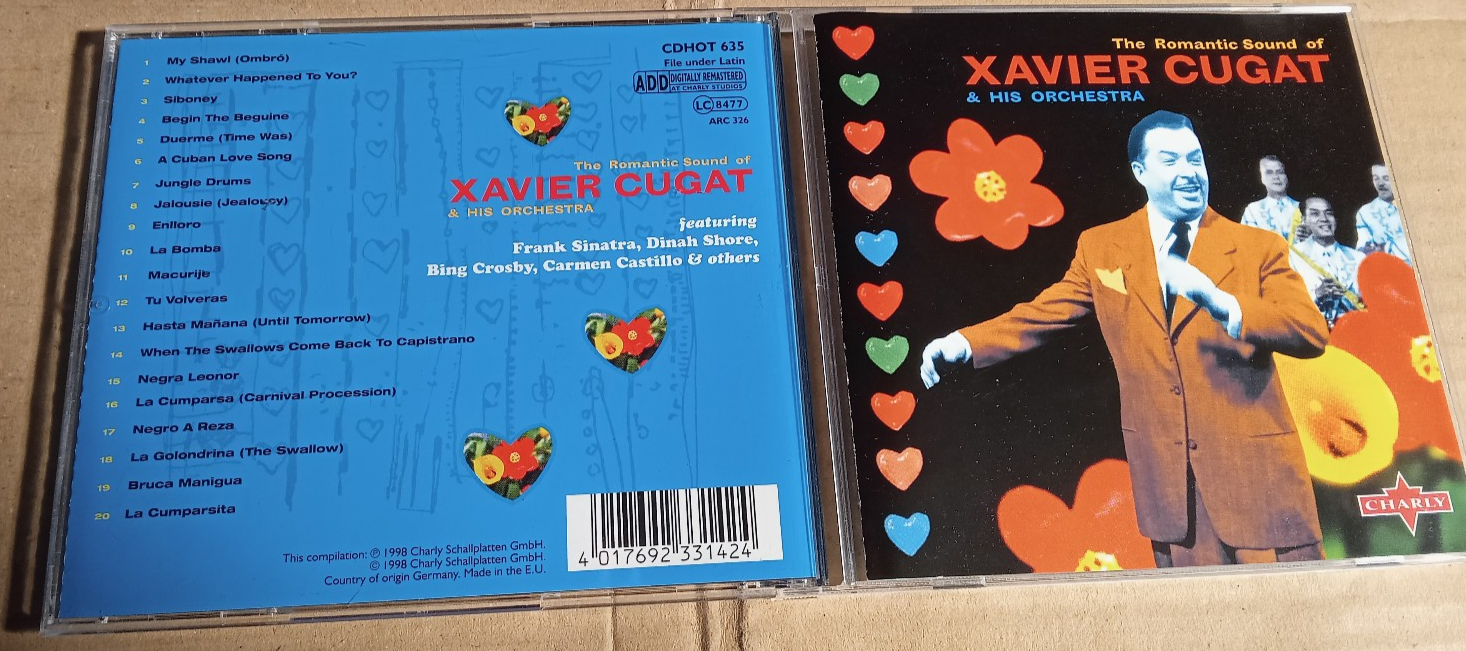 1 My Shawl (Ombró)
2 Whatever Happened To You?
3 Siboney
4 Begin The Beguine
5 Duerme (Time Was)
6 A Cuban Love Song
7 Jungle Drums
8 Jalousie (Jealousy)
9 Enlloro
10 La Bomba
11 Macurije
12 Tu Volveras
13 Hasta Mañana (Until Tomorrow)
14 When The Swallows Come Back To Capistrano
15 Negra Leonor
16 La Cumparsa (Carnival Procession)
17 Negro A Reza
18 La Golondrina (The Swallow)
19 Bruca Manigua
20 La Cumparsita
CDHOT 635
File under Latin
ADD DIGITALLY REMASTERED
AT CHARLY STUDIOS
LC 8477
ARC 326
The Romantic Sound of
XAVIER CUGAT
& HIS ORCHESTRA
featuring
Frank Sinatra, Dinah Shore,
Bing Crosby, Carmen Castillo & others
This compilation: ℗ 1998 Charly Schallplatten GmbH.
© 1998 Charly Schallplatten GmbH.
Country of origin Germany. Made in the E.U.
4 017692 331424
The Romantic Sound of
XAVIER CUGAT
& HIS ORCHESTRA
CHARLY